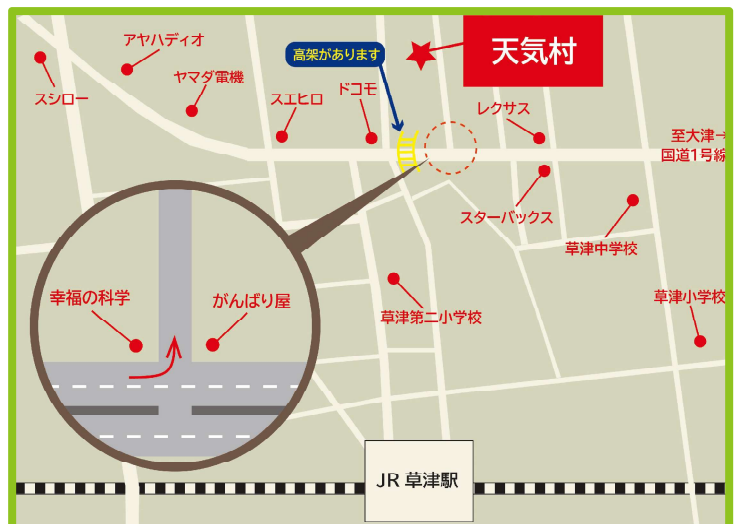 アヤハディオ
高架があります
天気村
スシロー
ヤマダ電機
スエヒロ
ドコモ
レクサス
至大津→
国道1号線
スターバックス
草津中学校
幸福の科学
がんばり屋
草津第二小学校
草津小学校
JR 草津駅